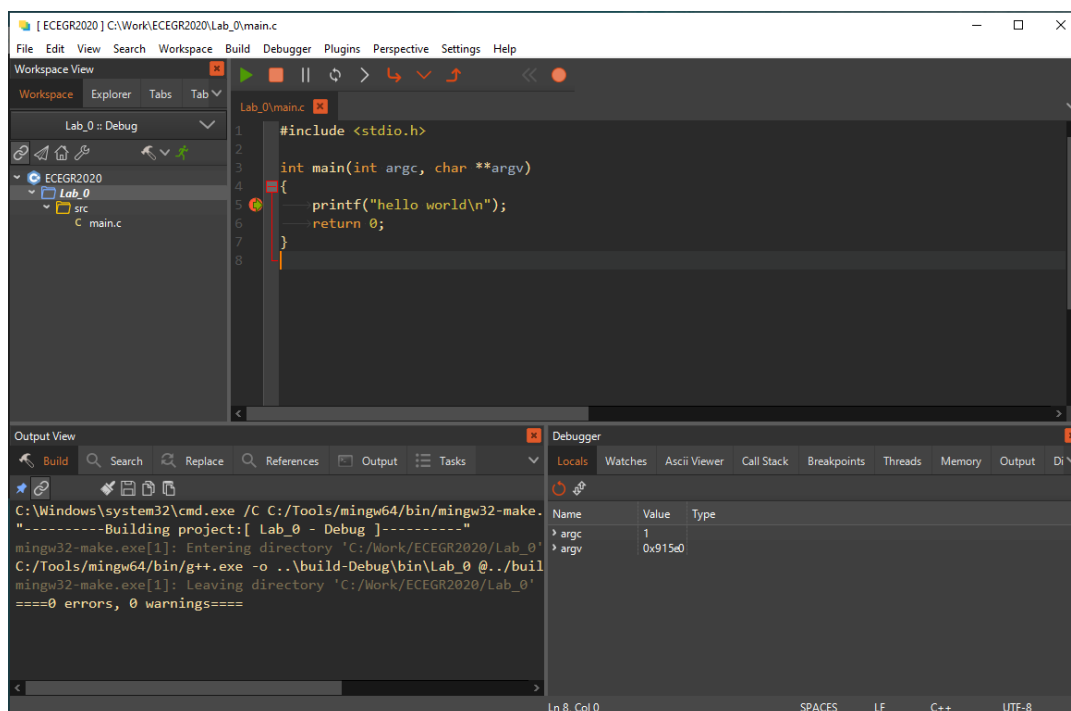 [ ECEGR2020 ] C:\Work\ECEGR2020\Lab_0\main.c
File Edit View Search Workspace Build Debugger Plugins Perspective Settings Help
Workspace View
Workspace Explorer Tabs Tab
Lab_0 :: Debug
ECEGR2020
Lab_0
src
C main.c
Lab_0\main.c
1 #include <stdio.h>
2
3 int main(int argc, char **argv)
4 {
5 printf("hello world\n");
6 return 0;
7 }
8
Output View
Build Search Replace References Output Tasks
C:\Windows\system32\cmd.exe /C C:/Tools/mingw64/bin/mingw32-make.
"----------Building project:[ Lab_0 - Debug ]----------"
mingw32-make.exe[1]: Entering directory 'C:/Work/ECEGR2020/Lab_0'
C:/Tools/mingw64/bin/g++.exe -o ..\build-Debug\bin\Lab_0 @../buil
mingw32-make.exe[1]: Leaving directory 'C:/Work/ECEGR2020/Lab_0'
====0 errors, 0 warnings====
Debugger
Locals Watches Ascii Viewer Call Stack Breakpoints Threads Memory Output Di
Name Value Type
argc 1
argv 0x915e0
Ln 8, Col 0 SPACES LF C++ UTF-8